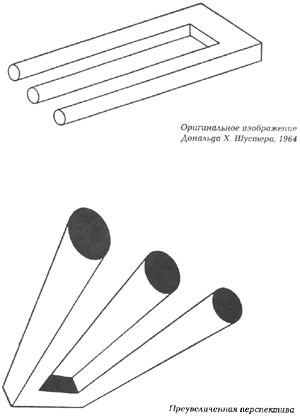 Оригинальное изображение
Дональда Х. Шустера, 1964
Преувеличенная перспектива